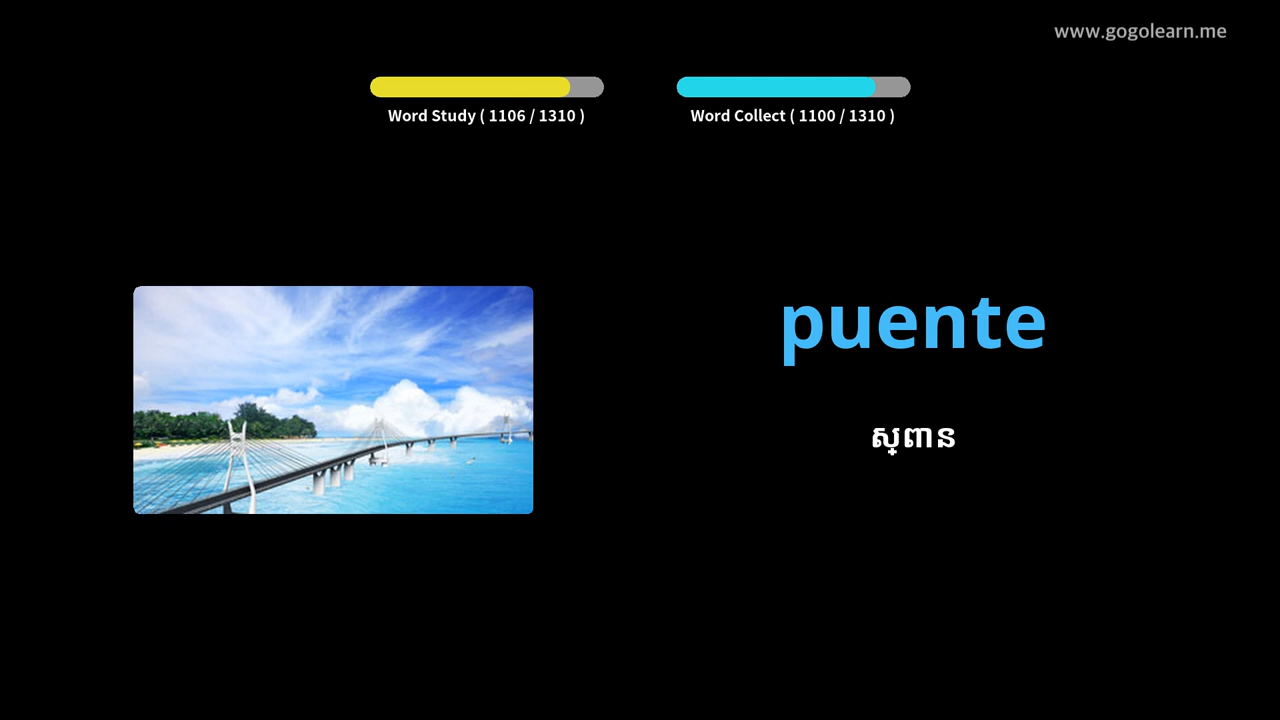 www.gogolearn.me
Word Study ( 1106 / 1310 )
Word Collect ( 1100 / 1310 )
puente
ស្ពាន